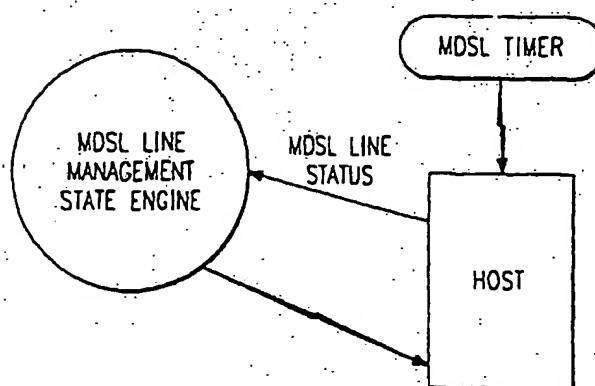 MDSL TIMER
MDSL LINE
MANAGEMENT
STATE ENGINE
MDSL LINE
STATUS
HOST